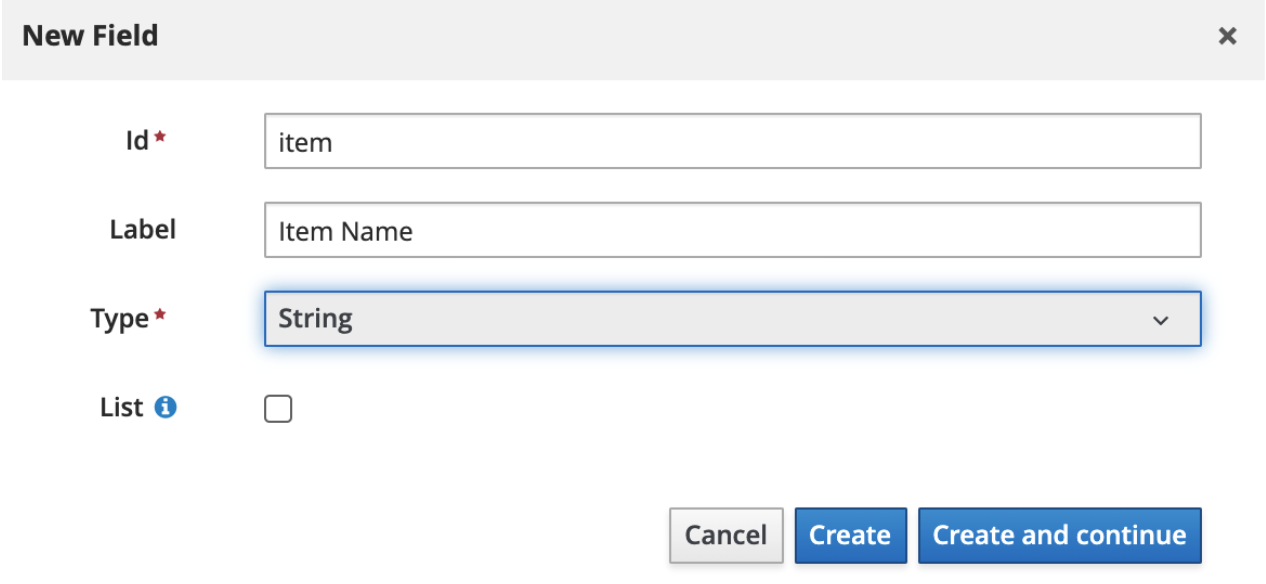 New Field
Id*
item
Label
Item Name
Type*
String
List
Cancel Create Create and continue